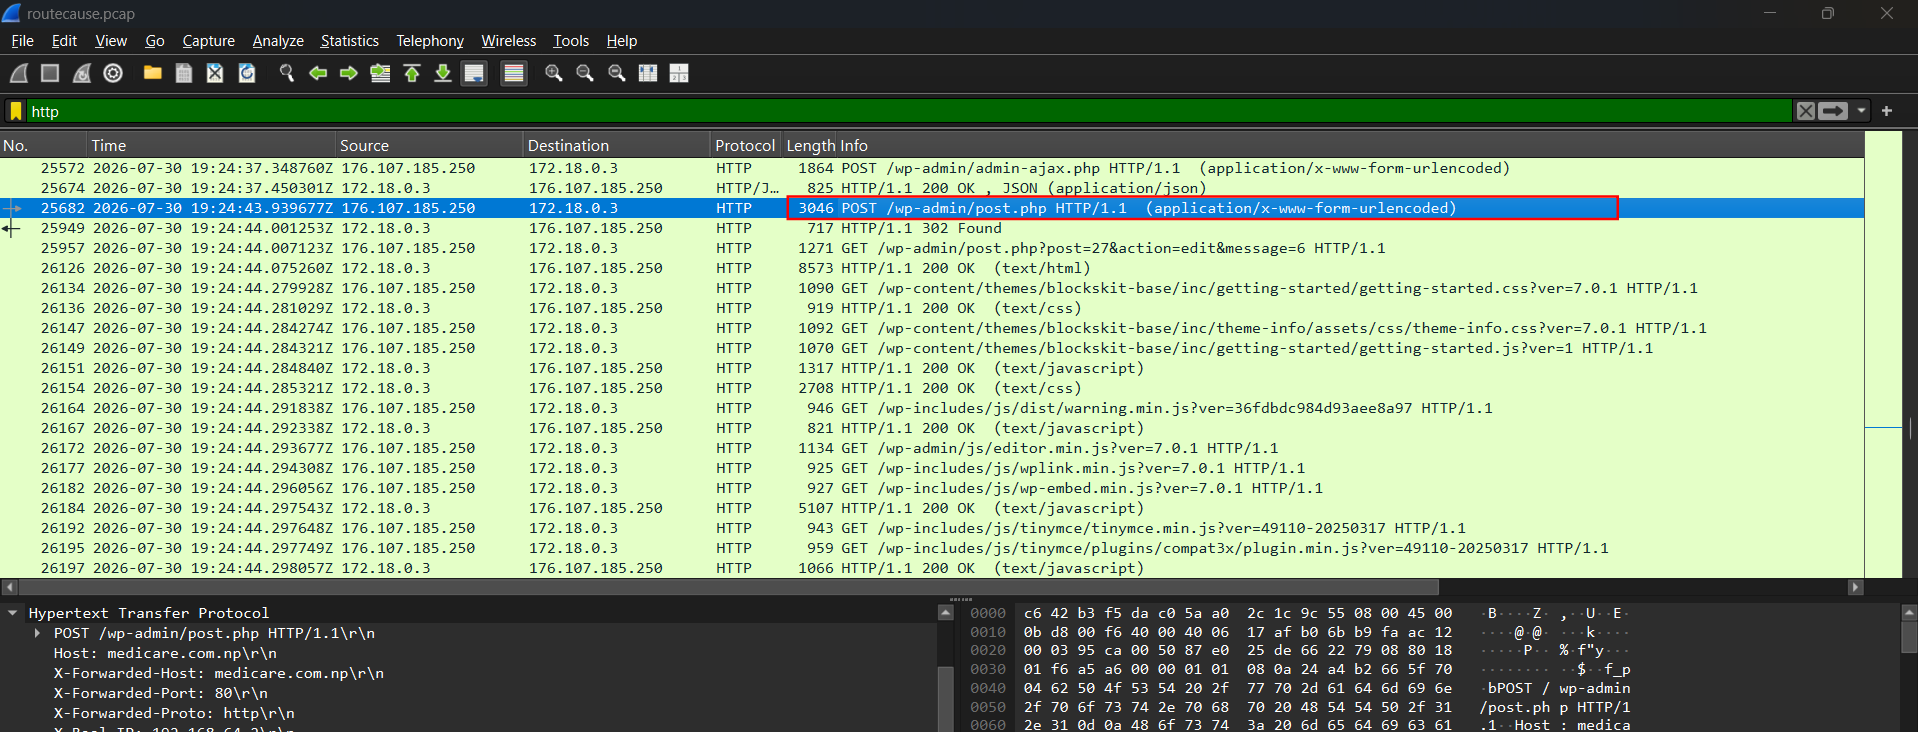 routecause.pcap
File Edit View Go Capture Analyze Statistics Telephony Wireless Tools Help
http
No. Time Source Destination Protocol Length Info
25572 2026-07-30 19:24:37.348760Z 176.107.185.250 172.18.0.3 HTTP 1864 POST /wp-admin/admin-ajax.php HTTP/1.1 (application/x-www-form-urlencoded)
25674 2026-07-30 19:24:37.450301Z 172.18.0.3 176.107.185.250 HTTP/J… 825 HTTP/1.1 200 OK , JSON (application/json)
25682 2026-07-30 19:24:43.939677Z 176.107.185.250 172.18.0.3 HTTP 3046 POST /wp-admin/post.php HTTP/1.1 (application/x-www-form-urlencoded)
25949 2026-07-30 19:24:44.001253Z 172.18.0.3 176.107.185.250 HTTP 717 HTTP/1.1 302 Found
25957 2026-07-30 19:24:44.007123Z 176.107.185.250 172.18.0.3 HTTP 1271 GET /wp-admin/post.php?post=27&action=edit&message=6 HTTP/1.1
26126 2026-07-30 19:24:44.075260Z 172.18.0.3 176.107.185.250 HTTP 8573 HTTP/1.1 200 OK (text/html)
26134 2026-07-30 19:24:44.279928Z 176.107.185.250 172.18.0.3 HTTP 1090 GET /wp-content/themes/blockskit-base/inc/getting-started/getting-started.css?ver=7.0.1 HTTP/1.1
26136 2026-07-30 19:24:44.281029Z 172.18.0.3 176.107.185.250 HTTP 919 HTTP/1.1 200 OK (text/css)
26147 2026-07-30 19:24:44.284274Z 176.107.185.250 172.18.0.3 HTTP 1092 GET /wp-content/themes/blockskit-base/inc/theme-info/assets/css/theme-info.css?ver=7.0.1 HTTP/1.1
26149 2026-07-30 19:24:44.284321Z 176.107.185.250 172.18.0.3 HTTP 1070 GET /wp-content/themes/blockskit-base/inc/getting-started/getting-started.js?ver=1 HTTP/1.1
26151 2026-07-30 19:24:44.284840Z 172.18.0.3 176.107.185.250 HTTP 1317 HTTP/1.1 200 OK (text/javascript)
26154 2026-07-30 19:24:44.285321Z 172.18.0.3 176.107.185.250 HTTP 2708 HTTP/1.1 200 OK (text/css)
26164 2026-07-30 19:24:44.291838Z 176.107.185.250 172.18.0.3 HTTP 946 GET /wp-includes/js/dist/warning.min.js?ver=36fdbdc984d93aee8a97 HTTP/1.1
26167 2026-07-30 19:24:44.292338Z 172.18.0.3 176.107.185.250 HTTP 821 HTTP/1.1 200 OK (text/javascript)
26172 2026-07-30 19:24:44.293677Z 176.107.185.250 172.18.0.3 HTTP 1134 GET /wp-admin/js/editor.min.js?ver=7.0.1 HTTP/1.1
26177 2026-07-30 19:24:44.294308Z 176.107.185.250 172.18.0.3 HTTP 925 GET /wp-includes/js/wplink.min.js?ver=7.0.1 HTTP/1.1
26182 2026-07-30 19:24:44.296056Z 176.107.185.250 172.18.0.3 HTTP 927 GET /wp-includes/js/wp-embed.min.js?ver=7.0.1 HTTP/1.1
26184 2026-07-30 19:24:44.297543Z 172.18.0.3 176.107.185.250 HTTP 5107 HTTP/1.1 200 OK (text/javascript)
26192 2026-07-30 19:24:44.297648Z 176.107.185.250 172.18.0.3 HTTP 943 GET /wp-includes/js/tinymce/tinymce.min.js?ver=49110-20250317 HTTP/1.1
26195 2026-07-30 19:24:44.297749Z 176.107.185.250 172.18.0.3 HTTP 959 GET /wp-includes/js/tinymce/plugins/compat3x/plugin.min.js?ver=49110-20250317 HTTP/1.1
26197 2026-07-30 19:24:44.298057Z 172.18.0.3 176.107.185.250 HTTP 1066 HTTP/1.1 200 OK (text/javascript)
Hypertext Transfer Protocol
POST /wp-admin/post.php HTTP/1.1\r\n
Host: medicare.com.np\r\n
X-Forwarded-Host: medicare.com.np\r\n
X-Forwarded-Port: 80\r\n
X-Forwarded-Proto: http\r\n
X-Real-IP: 192.168.64.2\r\n
0000 c6 42 b3 f5 da c0 5a a0 2c 1c 9c 55 08 00 45 00 ·B····Z· ,··U··E·
0010 0b d8 00 f6 40 00 40 06 17 af b0 6b b9 fa ac 12 ····@·@· ···k····
0020 00 03 95 ca 00 50 87 e0 25 de 66 22 79 08 80 18 ·····P·· %·f"y···
0030 01 f6 a5 a6 00 00 01 01 08 0a 24 a4 b2 66 5f 70 ········ ··$··f_p
0040 04 62 50 4f 53 54 20 2f 77 70 2d 61 64 6d 69 6e ·bPOST / wp-admin
0050 2f 70 6f 73 74 2e 70 68 70 20 48 54 54 50 2f 31 /post.ph p HTTP/1
0060 2e 31 0d 0a 48 6f 73 74 3a 20 6d 65 64 69 63 61 .1··Host : medica